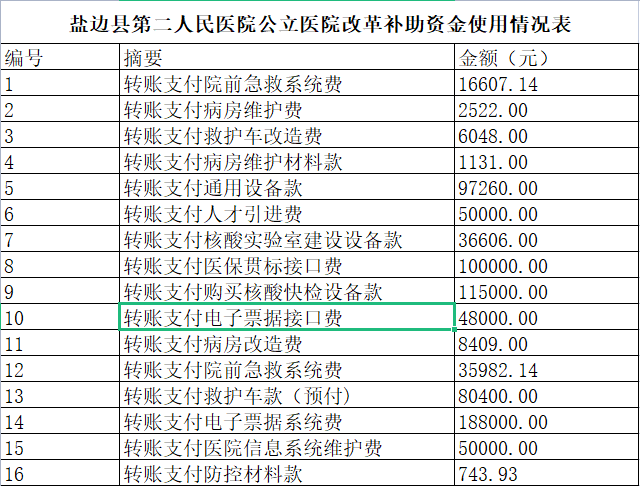 盐边县第二人民医院公立医院改革补助资金使用情况表
编号 摘要 金额（元）
1 转账支付院前急救系统费 16607.14
2 转账支付病房维护费 2522.00
3 转账支付救护车改造费 6048.00
4 转账支付病房维护材料款 1131.00
5 转账支付通用设备款 97260.00
6 转账支付人才引进费 50000.00
7 转账支付核酸实验室建设设备款 36606.00
8 转账支付医保贯标接口费 100000.00
9 转账支付购买核酸快检设备款 115000.00
10 转账支付电子票据接口费 48000.00
11 转账支付病房改造费 8409.00
12 转账支付院前急救系统费 35982.14
13 转账支付救护车款（预付) 80400.00
14 转账支付电子票据系统费 188000.00
15 转账支付医院信息系统维护费 50000.00
16 转账支付防控材料款 743.93